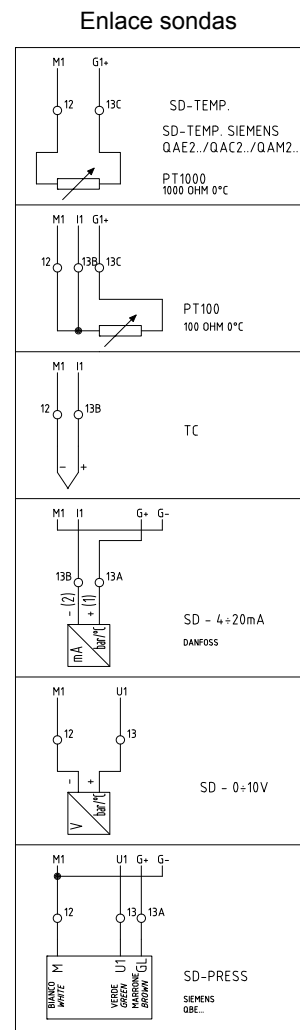 Enlace sondas
M1 G1+
12 13C
SD-TEMP.
SD-TEMP. SIEMENS
QAE2../QAC2../QAM2..
PT1000
1000 OHM 0°C
M1 I1 G1+
12 13B 13C
PT100
100 OHM 0°C
M1 I1
12 13B
TC
- +
M1 I1 G+ G-
13B 13A
- (2) + (1)
mA bar/°C
SD - 4÷20mA
DANFOSS
M1 U1
12 13
- +
V bar/°C
SD - 0÷10V
M1 U1 G+ G-
12 13 13A
M U1 GL
BIANCO VERDE MARRONE
WHITE GREEN BROWN
SD-PRESS
SIEMENS
QBE...